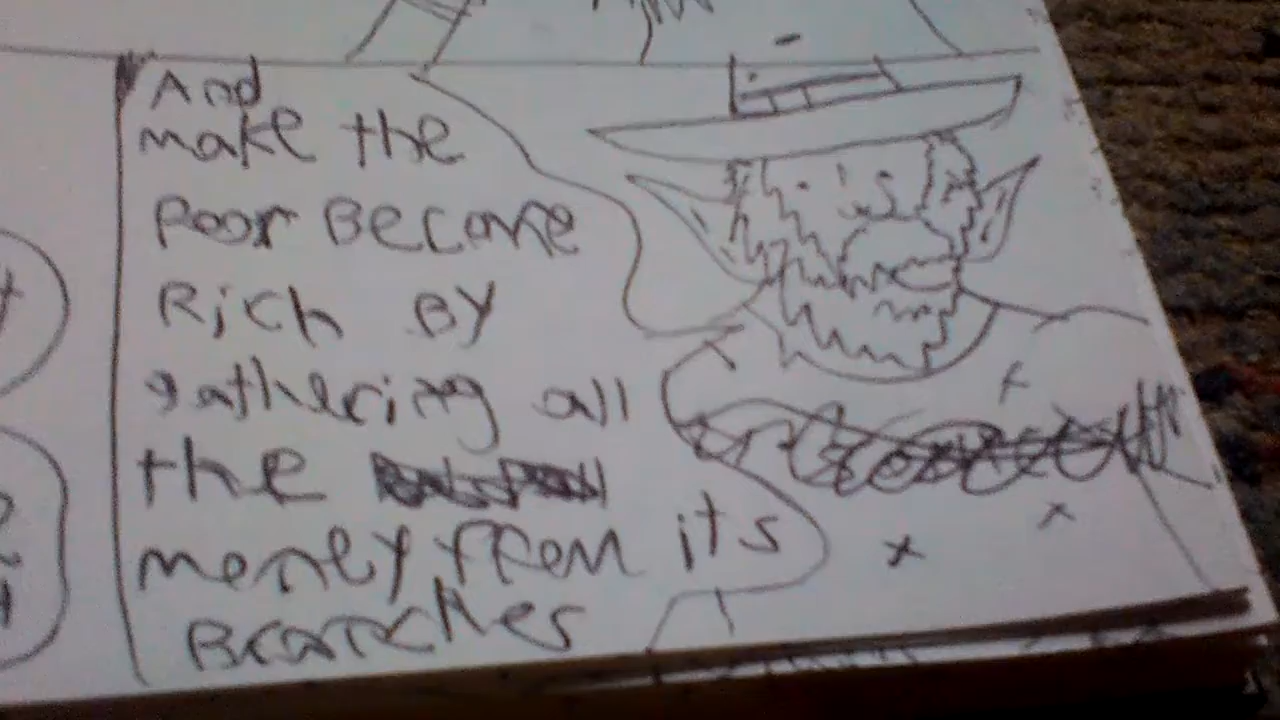 And
make the
Poor Become
Rich By
gathering all
the
money from its
Branches